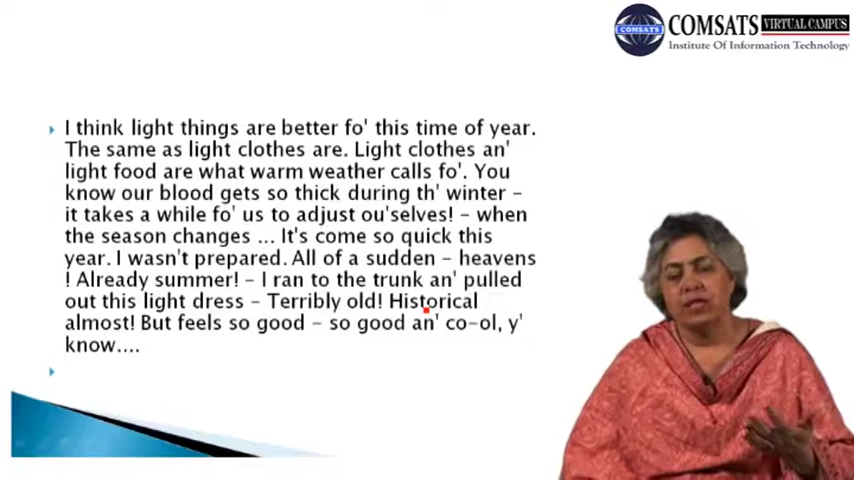 COMSATS VIRTUAL CAMPUS
COMSATS
Institute Of Information Technology
I think light things are better fo' this time of year.
The same as light clothes are. Light clothes an'
light food are what warm weather calls fo'. You
know our blood gets so thick during th' winter –
it takes a while fo' us to adjust ou'selves! – when
the season changes ... It's come so quick this
year. I wasn't prepared. All of a sudden – heavens
! Already summer! – I ran to the trunk an' pulled
out this light dress – Terribly old! Historical
almost! But feels so good – so good an' co-ol, y'
know....